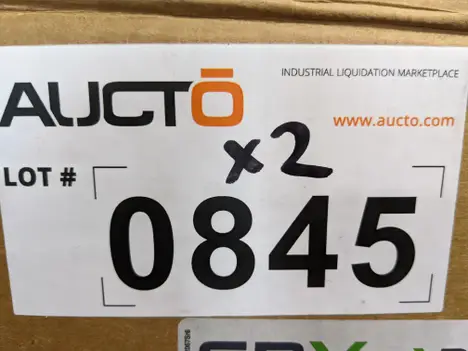 AUCTŌ
INDUSTRIAL LIQUIDATION MARKETPLACE
www.aucto.com
x2
LOT #
0845